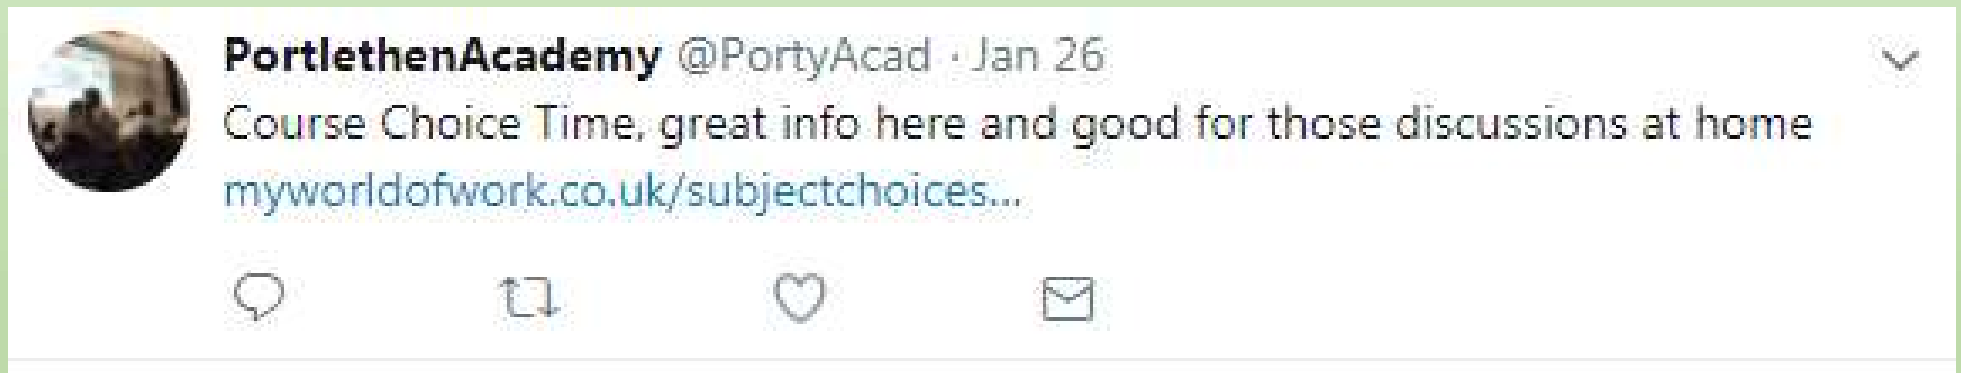 PortlethenAcademy @PortyAcad · Jan 26
Course Choice Time, great info here and good for those discussions at home
myworldofwork.co.uk/subjectchoices...